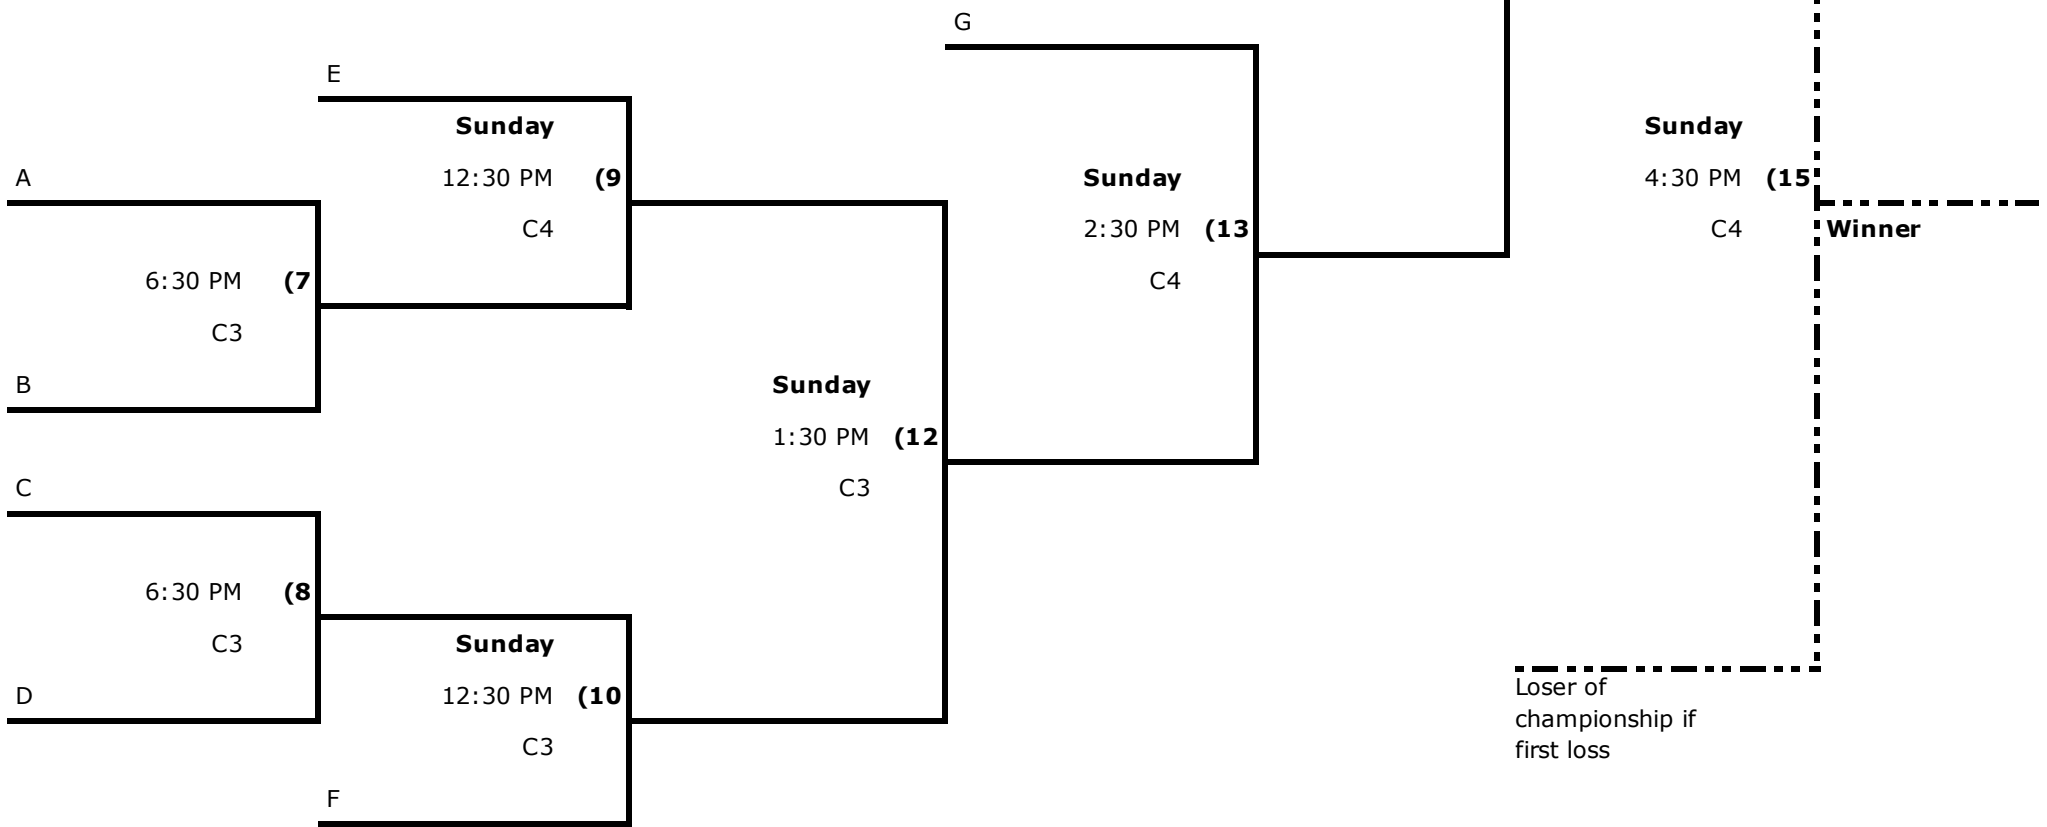 G
E
Sunday
12:30 PM (9
C4
A
6:30 PM (7
C3
B
Sunday
2:30 PM (13
C4
Sunday
4:30 PM (15
C4
Winner
Sunday
1:30 PM (12
C3
C
6:30 PM (8
C3
D
Sunday
12:30 PM (10
C3
F
Loser of
championship if
first loss